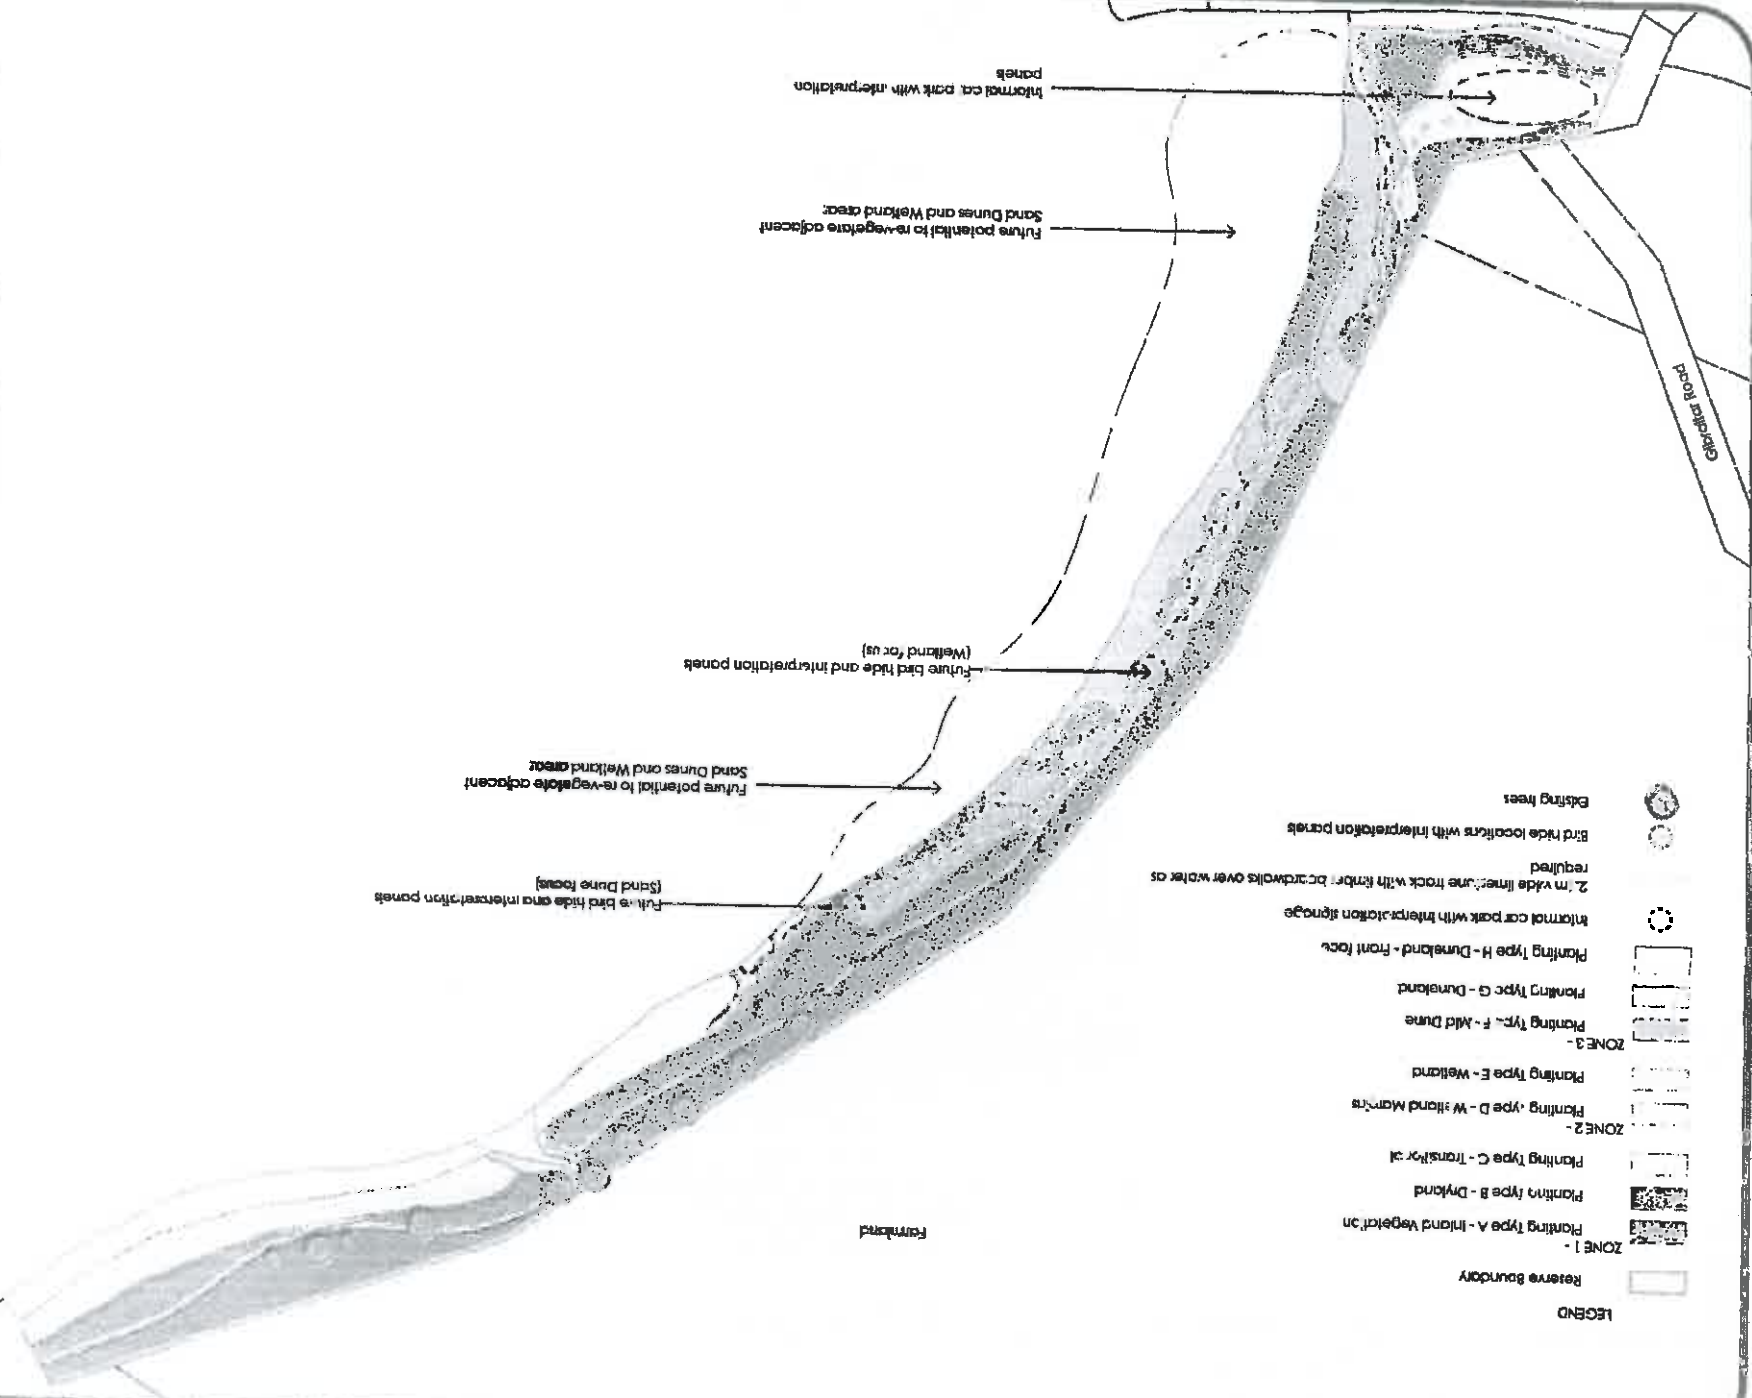 LEGEND
Reserve Boundary
ZONE 1 -
Planting Type A - Inland Vegetation
Planting Type B - Dryland
Planting Type C - Transitional
ZONE 2 -
Planting Type D - Wetland Margins
Planting Type E - Wetland
ZONE 3 -
Planting Type F - Mid Dune
Planting Type G - Duneland
Planting Type H - Duneland - Front face
Informal car park with interpretation signage
wide limestone track with timber boardwalks over water as
required
Bird hide locations with interpretation panels
Existing trees
Farmland
Future bird hide and interpretation panels
(Sand Dune focus)
Future potential to re-vegetate adjacent
Sand Dunes and Wetland areas
Future bird hide and interpretation panels
(Wetland
Gibraltar Road
Future potential to re-vegetate adjacent
Sand Dunes and Wetland areas
Informal car park with interpretation
panels